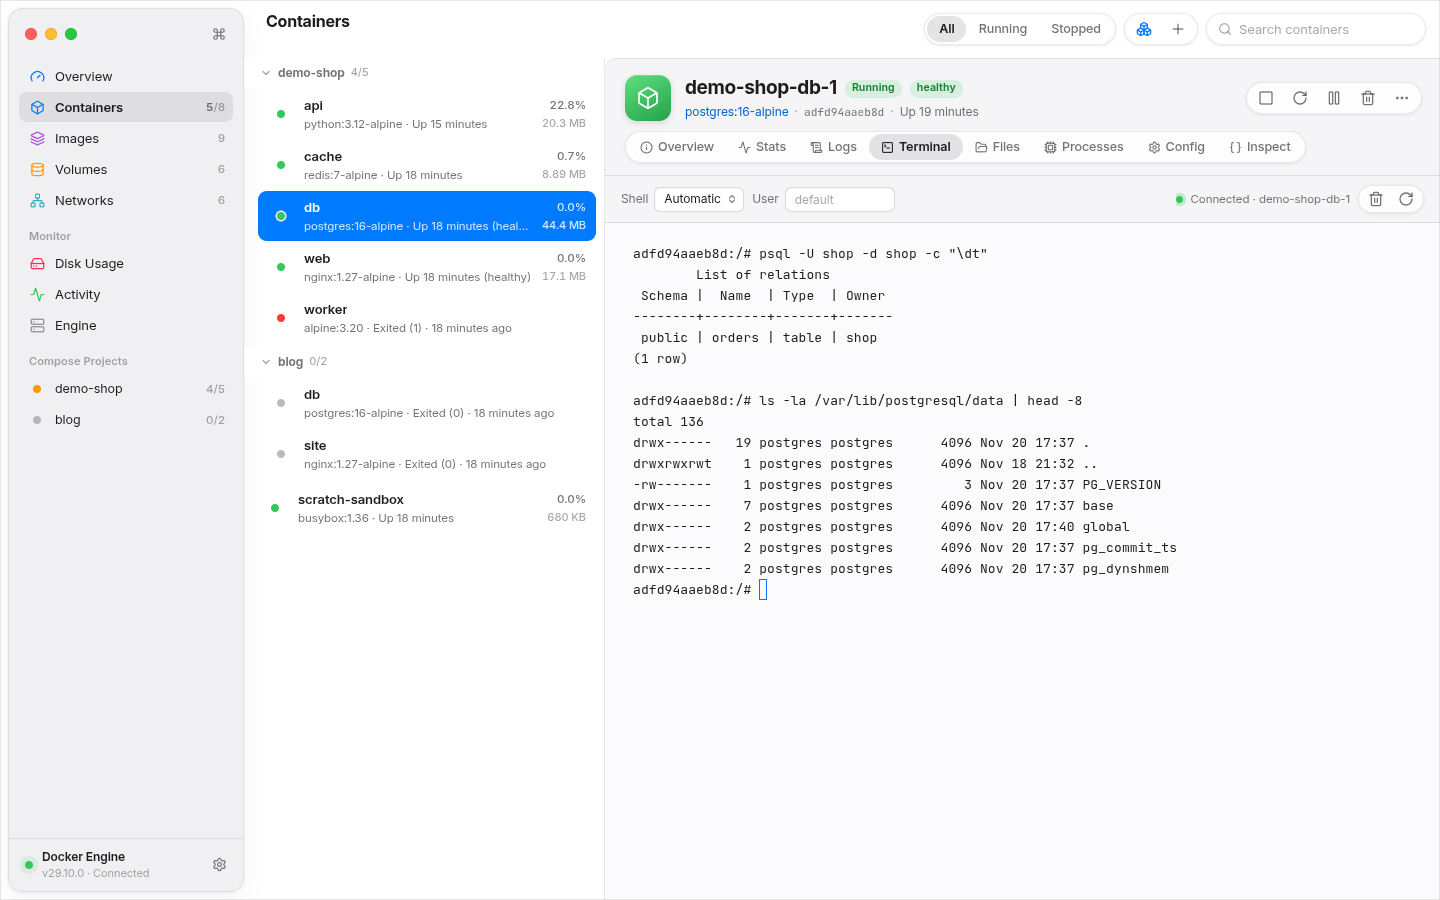 ⌘
Overview
Containers 5/8
Images 9
Volumes 6
Networks 6
Monitor
Disk Usage
Activity
Engine
Compose Projects
demo-shop 4/5
blog 0/2
Docker Engine
v29.10.0 · Connected
Containers
All Running Stopped
Search containers
demo-shop 4/5
api 22.8%
python:3.12-alpine · Up 15 minutes 20.3 MB
cache 0.7%
redis:7-alpine · Up 18 minutes 8.89 MB
db 0.0%
postgres:16-alpine · Up 18 minutes (heal... 44.4 MB
web 0.0%
nginx:1.27-alpine · Up 18 minutes (healthy) 17.1 MB
worker
alpine:3.20 · Exited (1) · 18 minutes ago
blog 0/2
db
postgres:16-alpine · Exited (0) · 18 minutes ago
site
nginx:1.27-alpine · Exited (0) · 18 minutes ago
scratch-sandbox 0.0%
busybox:1.36 · Up 18 minutes 680 KB
demo-shop-db-1 Running healthy
postgres:16-alpine · adfd94aaeb8d · Up 19 minutes
Overview Stats Logs Terminal Files Processes Config Inspect
Shell Automatic User default Connected · demo-shop-db-1
adfd94aaeb8d:/# psql -U shop -d shop -c "\dt"
        List of relations
 Schema |  Name  | Type  | Owner
--------+--------+-------+-------
 public | orders | table | shop
(1 row)
adfd94aaeb8d:/# ls -la /var/lib/postgresql/data | head -8
total 136
drwx------   19 postgres postgres      4096 Nov 20 17:37 .
drwxrwxrwt    1 postgres postgres      4096 Nov 18 21:32 ..
-rw-------    1 postgres postgres         3 Nov 20 17:37 PG_VERSION
drwx------    7 postgres postgres      4096 Nov 20 17:37 base
drwx------    2 postgres postgres      4096 Nov 20 17:40 global
drwx------    2 postgres postgres      4096 Nov 20 17:37 pg_commit_ts
drwx------    2 postgres postgres      4096 Nov 20 17:37 pg_dynshmem
adfd94aaeb8d:/#